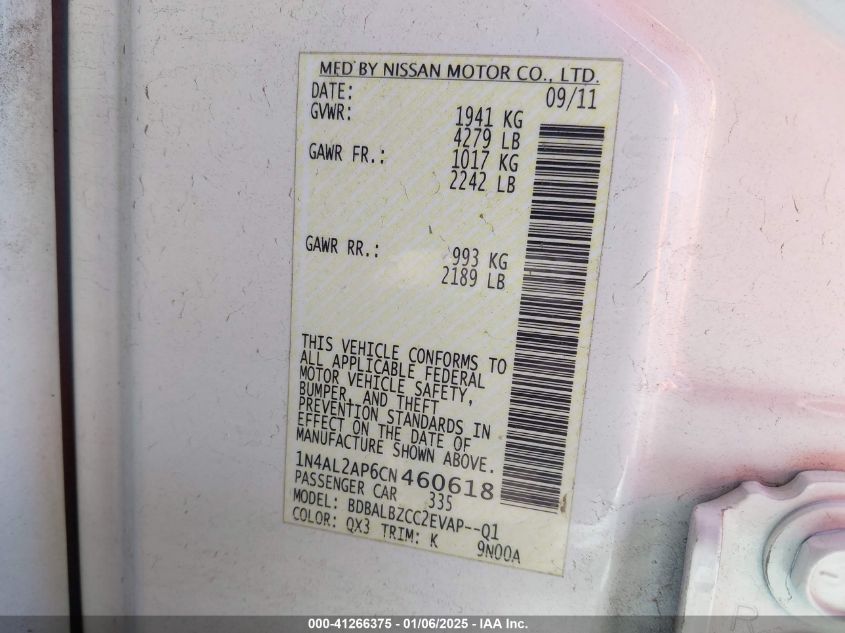 MFD BY NISSAN MOTOR CO., LTD.
DATE: 09/11
GVWR: 1941 KG
4279 LB
GAWR FR.: 1017 KG
2242 LB
GAWR RR.: 993 KG
2189 LB
THIS VEHICLE CONFORMS TO
ALL APPLICABLE FEDERAL
MOTOR VEHICLE SAFETY,
BUMPER, AND THEFT
PREVENTION STANDARDS IN
EFFECT ON THE DATE OF
MANUFACTURE SHOWN ABOVE.
1N4AL2AP6CN460618
PASSENGER CAR 335
MODEL: BDBALBZCC2EVAP--Q1
COLOR: QX3 TRIM: K 9N00A
R
000-41266375 - 01/06/2025 - IAA Inc.